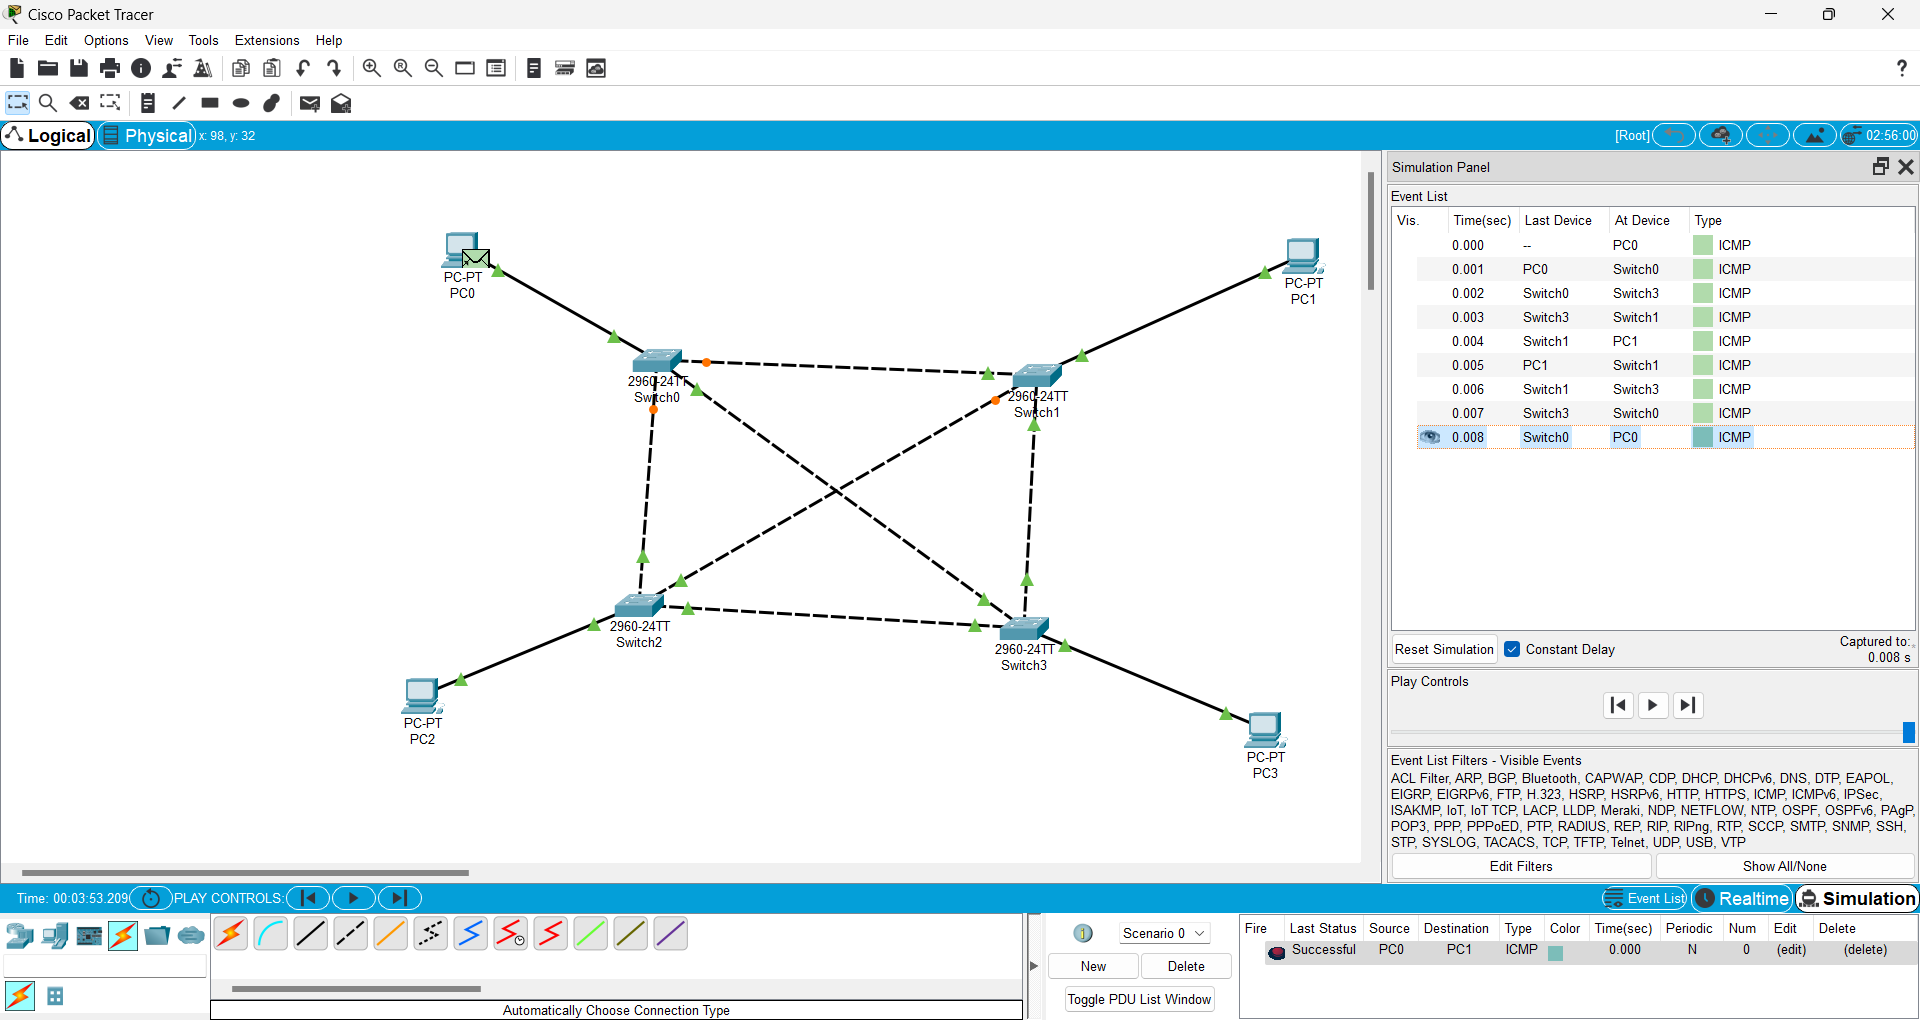 Cisco Packet Tracer
File Edit Options View Tools Extensions Help
?
Logical Physical x: 98, y: 32 [Root] 02:56:00
PC-PT
PC0
PC-PT
PC1
2960-24TT
Switch0
2960-24TT
Switch1
2960-24TT
Switch2
2960-24TT
Switch3
PC-PT
PC2
PC-PT
PC3
Simulation Panel
Event List
Vis. Time(sec) Last Device At Device Type
0.000 -- PC0 ICMP
0.001 PC0 Switch0 ICMP
0.002 Switch0 Switch3 ICMP
0.003 Switch3 Switch1 ICMP
0.004 Switch1 PC1 ICMP
0.005 PC1 Switch1 ICMP
0.006 Switch1 Switch3 ICMP
0.007 Switch3 Switch0 ICMP
0.008 Switch0 PC0 ICMP
Reset Simulation Constant Delay Captured to:
0.008 s
Play Controls
Event List Filters - Visible Events
ACL Filter, ARP, BGP, Bluetooth, CAPWAP, CDP, DHCP, DHCPv6, DNS, DTP, EAPOL,
EIGRP, EIGRPv6, FTP, H.323, HSRP, HSRPv6, HTTP, HTTPS, ICMP, ICMPv6, IPSec,
ISAKMP, IoT, IoT TCP, LACP, LLDP, Meraki, NDP, NETFLOW, NTP, OSPF, OSPFv6, PAgP,
POP3, PPP, PPPoED, PTP, RADIUS, REP, RIP, RIPng, RTP, SCCP, SMTP, SNMP, SSH,
STP, SYSLOG, TACACS, TCP, TFTP, Telnet, UDP, USB, VTP
Edit Filters Show All/None
Time: 00:03:53.209 PLAY CONTROLS: Event List Realtime Simulation
Scenario 0
New Delete
Toggle PDU List Window
Fire Last Status Source Destination Type Color Time(sec) Periodic Num Edit Delete
Successful PC0 PC1 ICMP 0.000 N 0 (edit) (delete)
Automatically Choose Connection Type